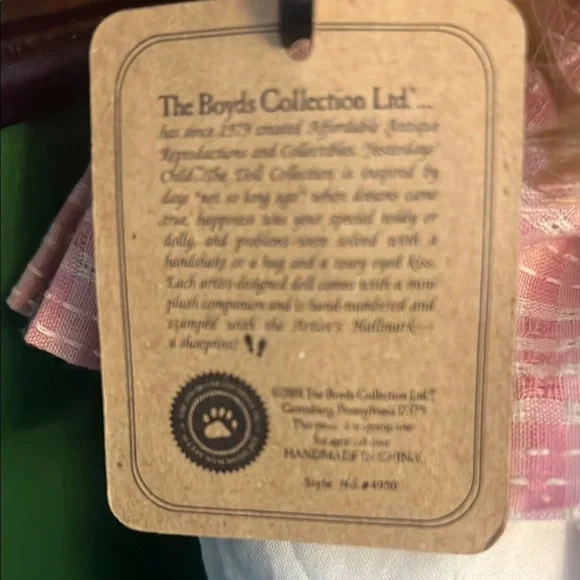 The Boyds Collection Ltd.™...
has since 1979 created Affordable Antique
Reproductions and Collectibles. Yesterdays'
Child...The Doll Collection is inspired by
days "not so long ago" when dreams came
true, happiness was your special teddy or
dolly, and problems were solved with a
handshake or a hug and a teary eyed kiss.
Each artist-designed doll comes with a mini
plush companion and is hand-numbered and
stamped with the Artist's Hallmark—
a shoeprint!
The Boyds Collection Ltd.™
Gettysburg, Pennsylvania
HANDMADE IN CHINA.
Style No.#4950